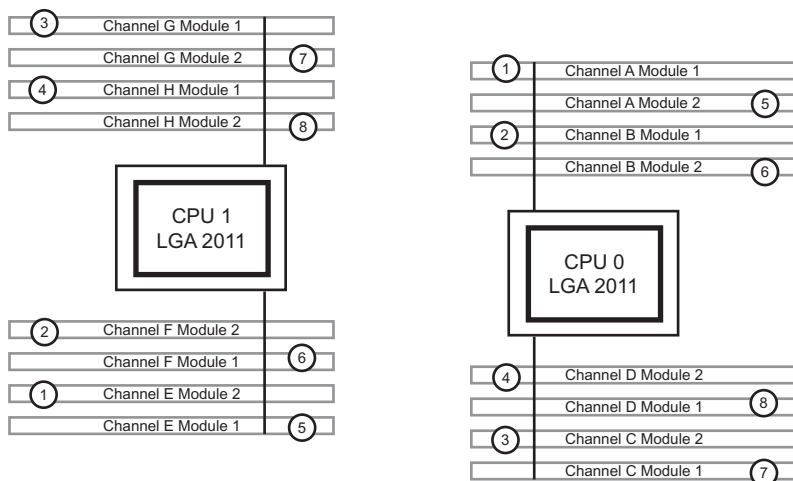 3 Channel G Module 1
Channel G Module 2 7
4 Channel H Module 1
Channel H Module 2 8
CPU 1
LGA 2011
2 Channel F Module 2
Channel F Module 1 6
1 Channel E Module 2
Channel E Module 1 5
1 Channel A Module 1
Channel A Module 2 5
2 Channel B Module 1
Channel B Module 2 6
CPU 0
LGA 2011
4 Channel D Module 2
Channel D Module 1 8
3 Channel C Module 2
Channel C Module 1 7